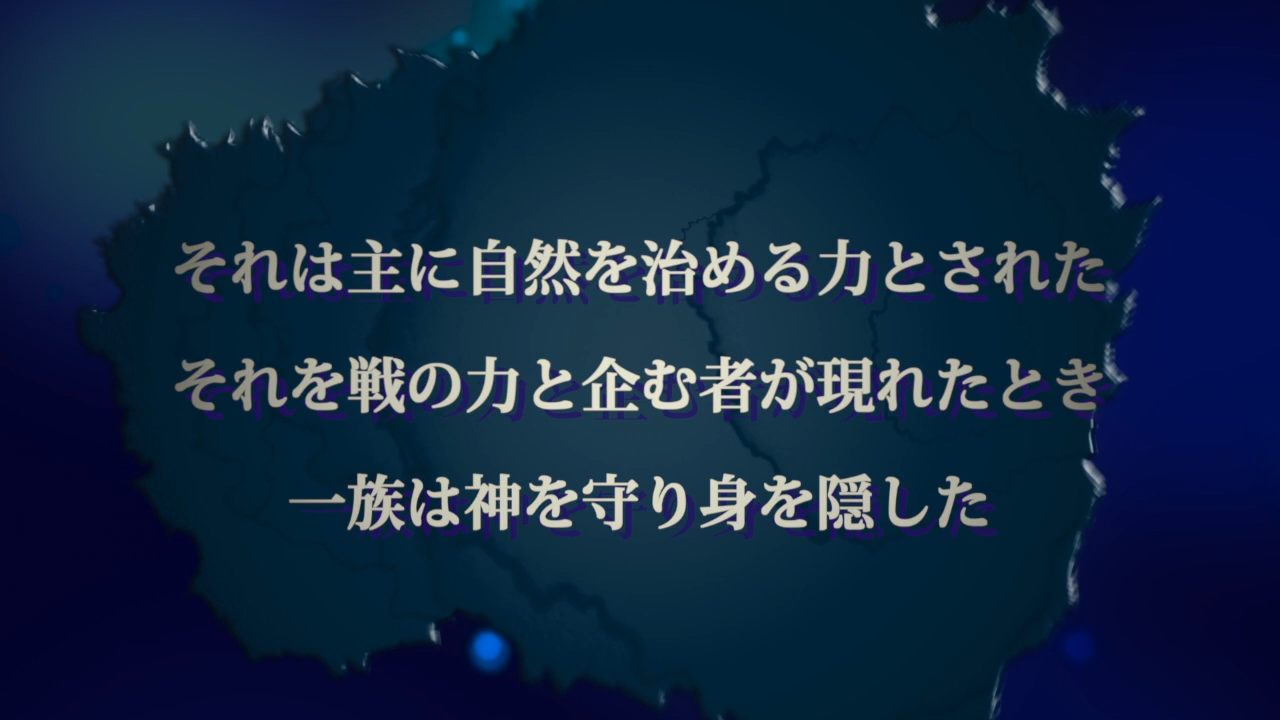 それは主に自然を治める力とされた
それを戦の力と企む者が現れたとき
一族は神を守り身を隠した